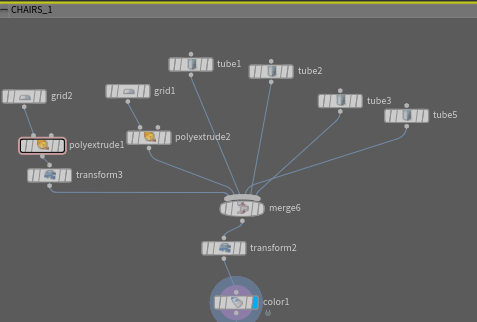 CHAIRS_1
tube1
tube2
grid2
grid1
tube3
tube5
polyextrude1
polyextrude2
transform3
merge6
transform2
color1